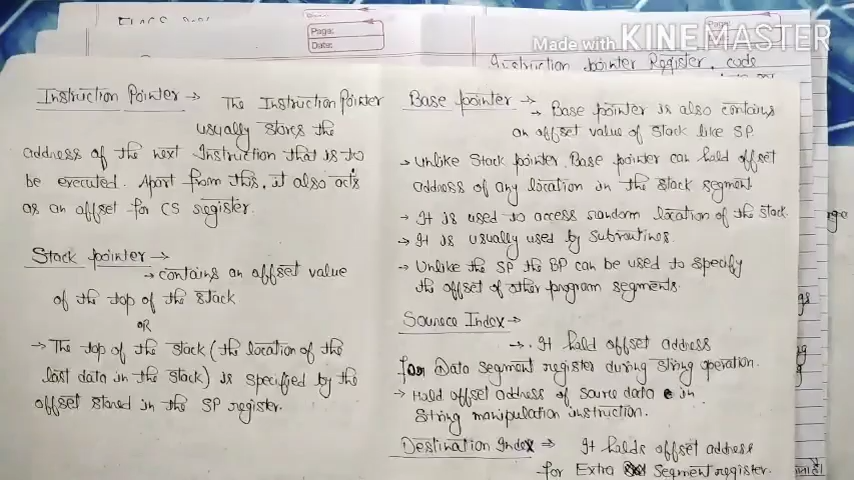 Page:
Date:
Page:
Made with KINEMASTER
Instruction pointer Register, code
Instruction Pointer → The Instruction Pointer
usually stores the
address of the next Instruction that is to
be executed. Apart from this, it also acts
as an offset for CS register.
Stack pointer →
→ contains an offset value
of the top of the stack
OR
→ The top of the stack (the location of the
last data in the stack) is specified by the
offset stored in the SP register.
Base pointer →
→ Base pointer is also contains
an offset value of stack like SP.
→ Unlike Stack pointer, Base pointer can hold offset
address of any location in the stack segment
→ It is used to access random location of the stack.
→ It is usually used by subroutines.
→ Unlike the SP the BP can be used to specify
the offset of other program segments.
Source Index →
→ It hold offset address
for Data segment register during string operation.
→ Hold offset address of source data in
string manipulation instruction.
Destination Index ⇒ It holds offset address
for Extra Segment register.